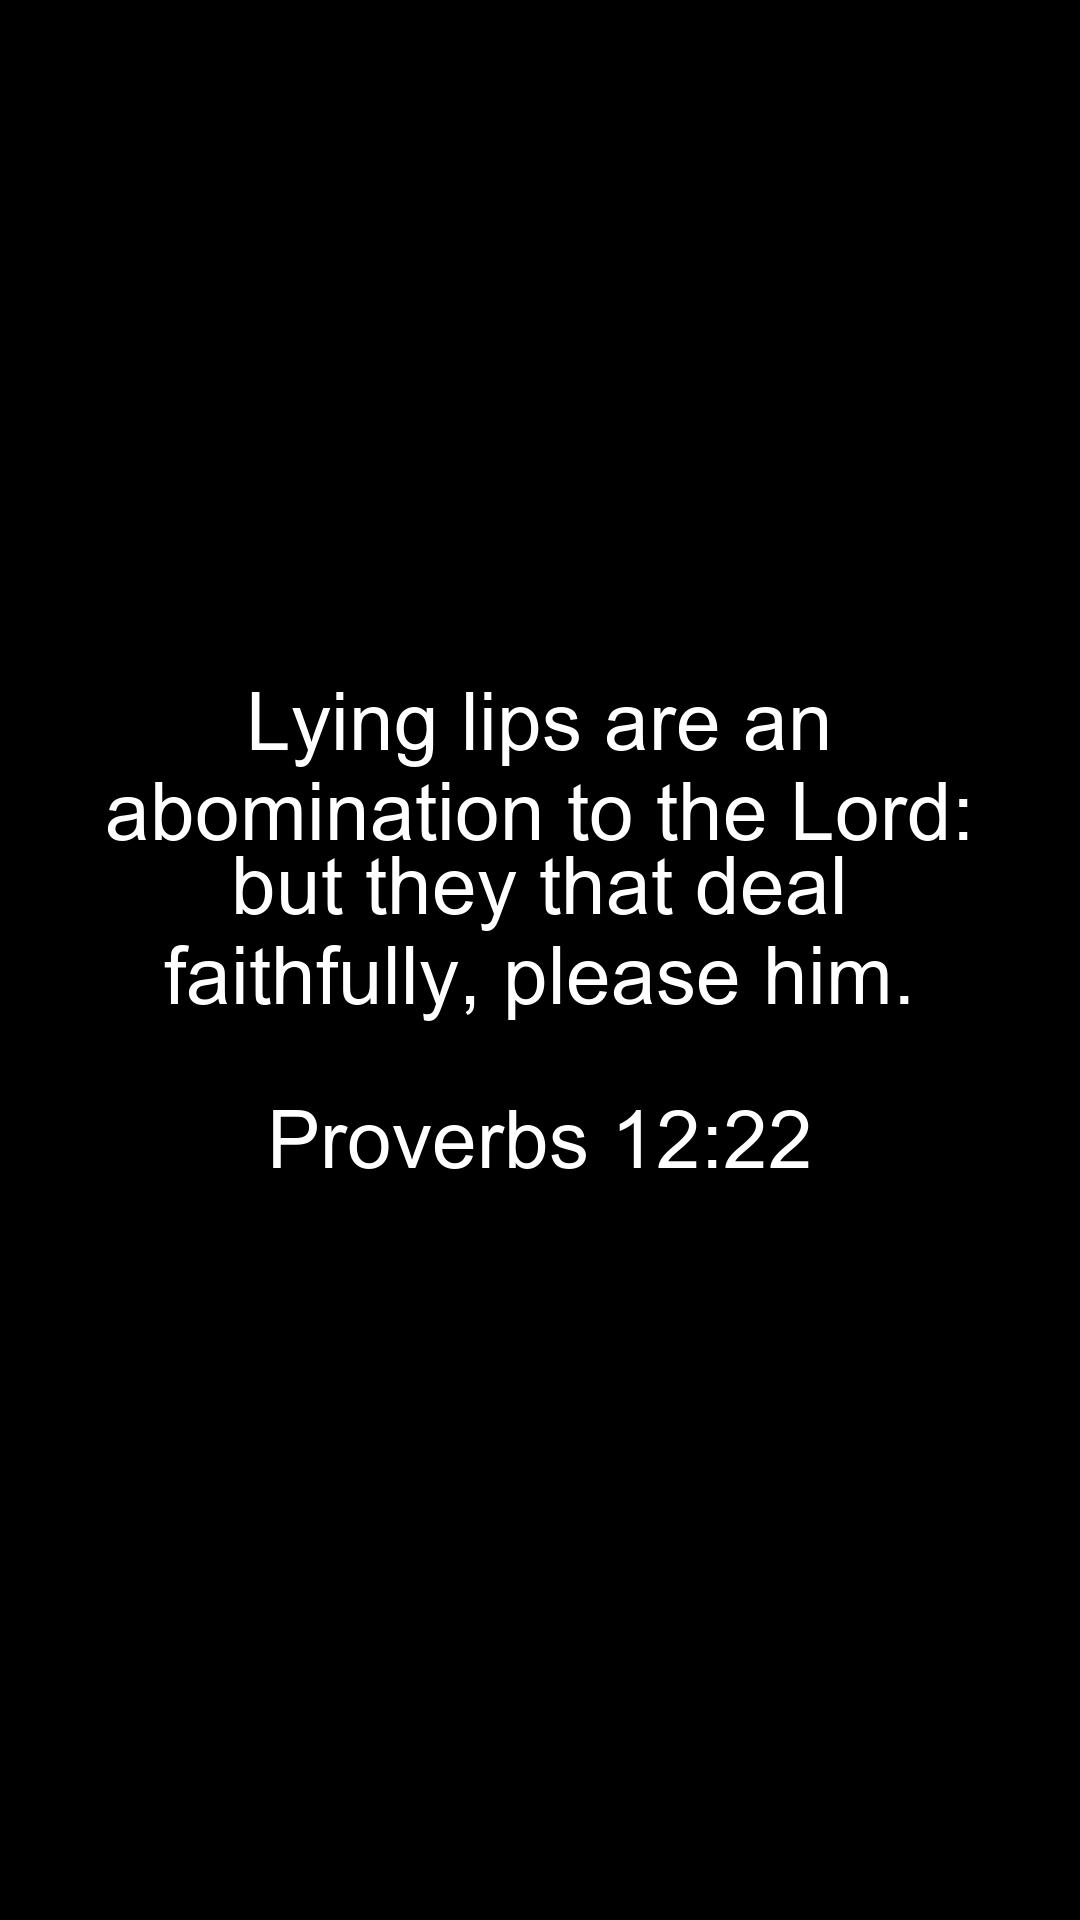 Lying lips are an
abomination to the Lord:
but they that deal
faithfully, please him.
Proverbs 12:22